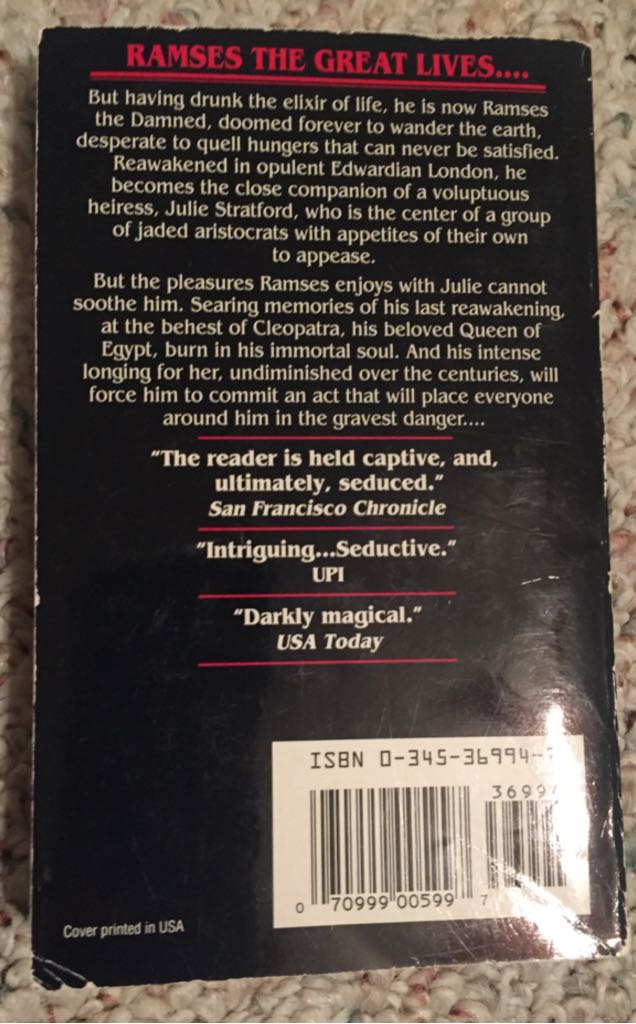 RAMSES THE GREAT LIVES....
But having drunk the elixir of life, he is now Ramses
the Damned, doomed forever to wander the earth,
desperate to quell hungers that can never be satisfied.
Reawakened in opulent Edwardian London, he
becomes the close companion of a voluptuous
heiress, Julie Stratford, who is the center of a group
of jaded aristocrats with appetites of their own
to appease.
But the pleasures Ramses enjoys with Julie cannot
soothe him. Searing memories of his last reawakening,
at the behest of Cleopatra, his beloved Queen of
Egypt, burn in his immortal soul. And his intense
longing for her, undiminished over the centuries, will
force him to commit an act that will place everyone
around him in the gravest danger....
"The reader is held captive, and,
ultimately, seduced."
San Francisco Chronicle
"Intriguing...Seductive."
UPI
"Darkly magical."
USA Today
ISBN 0-345-36994-
3699
0 70999 00599 7
Cover printed in USA